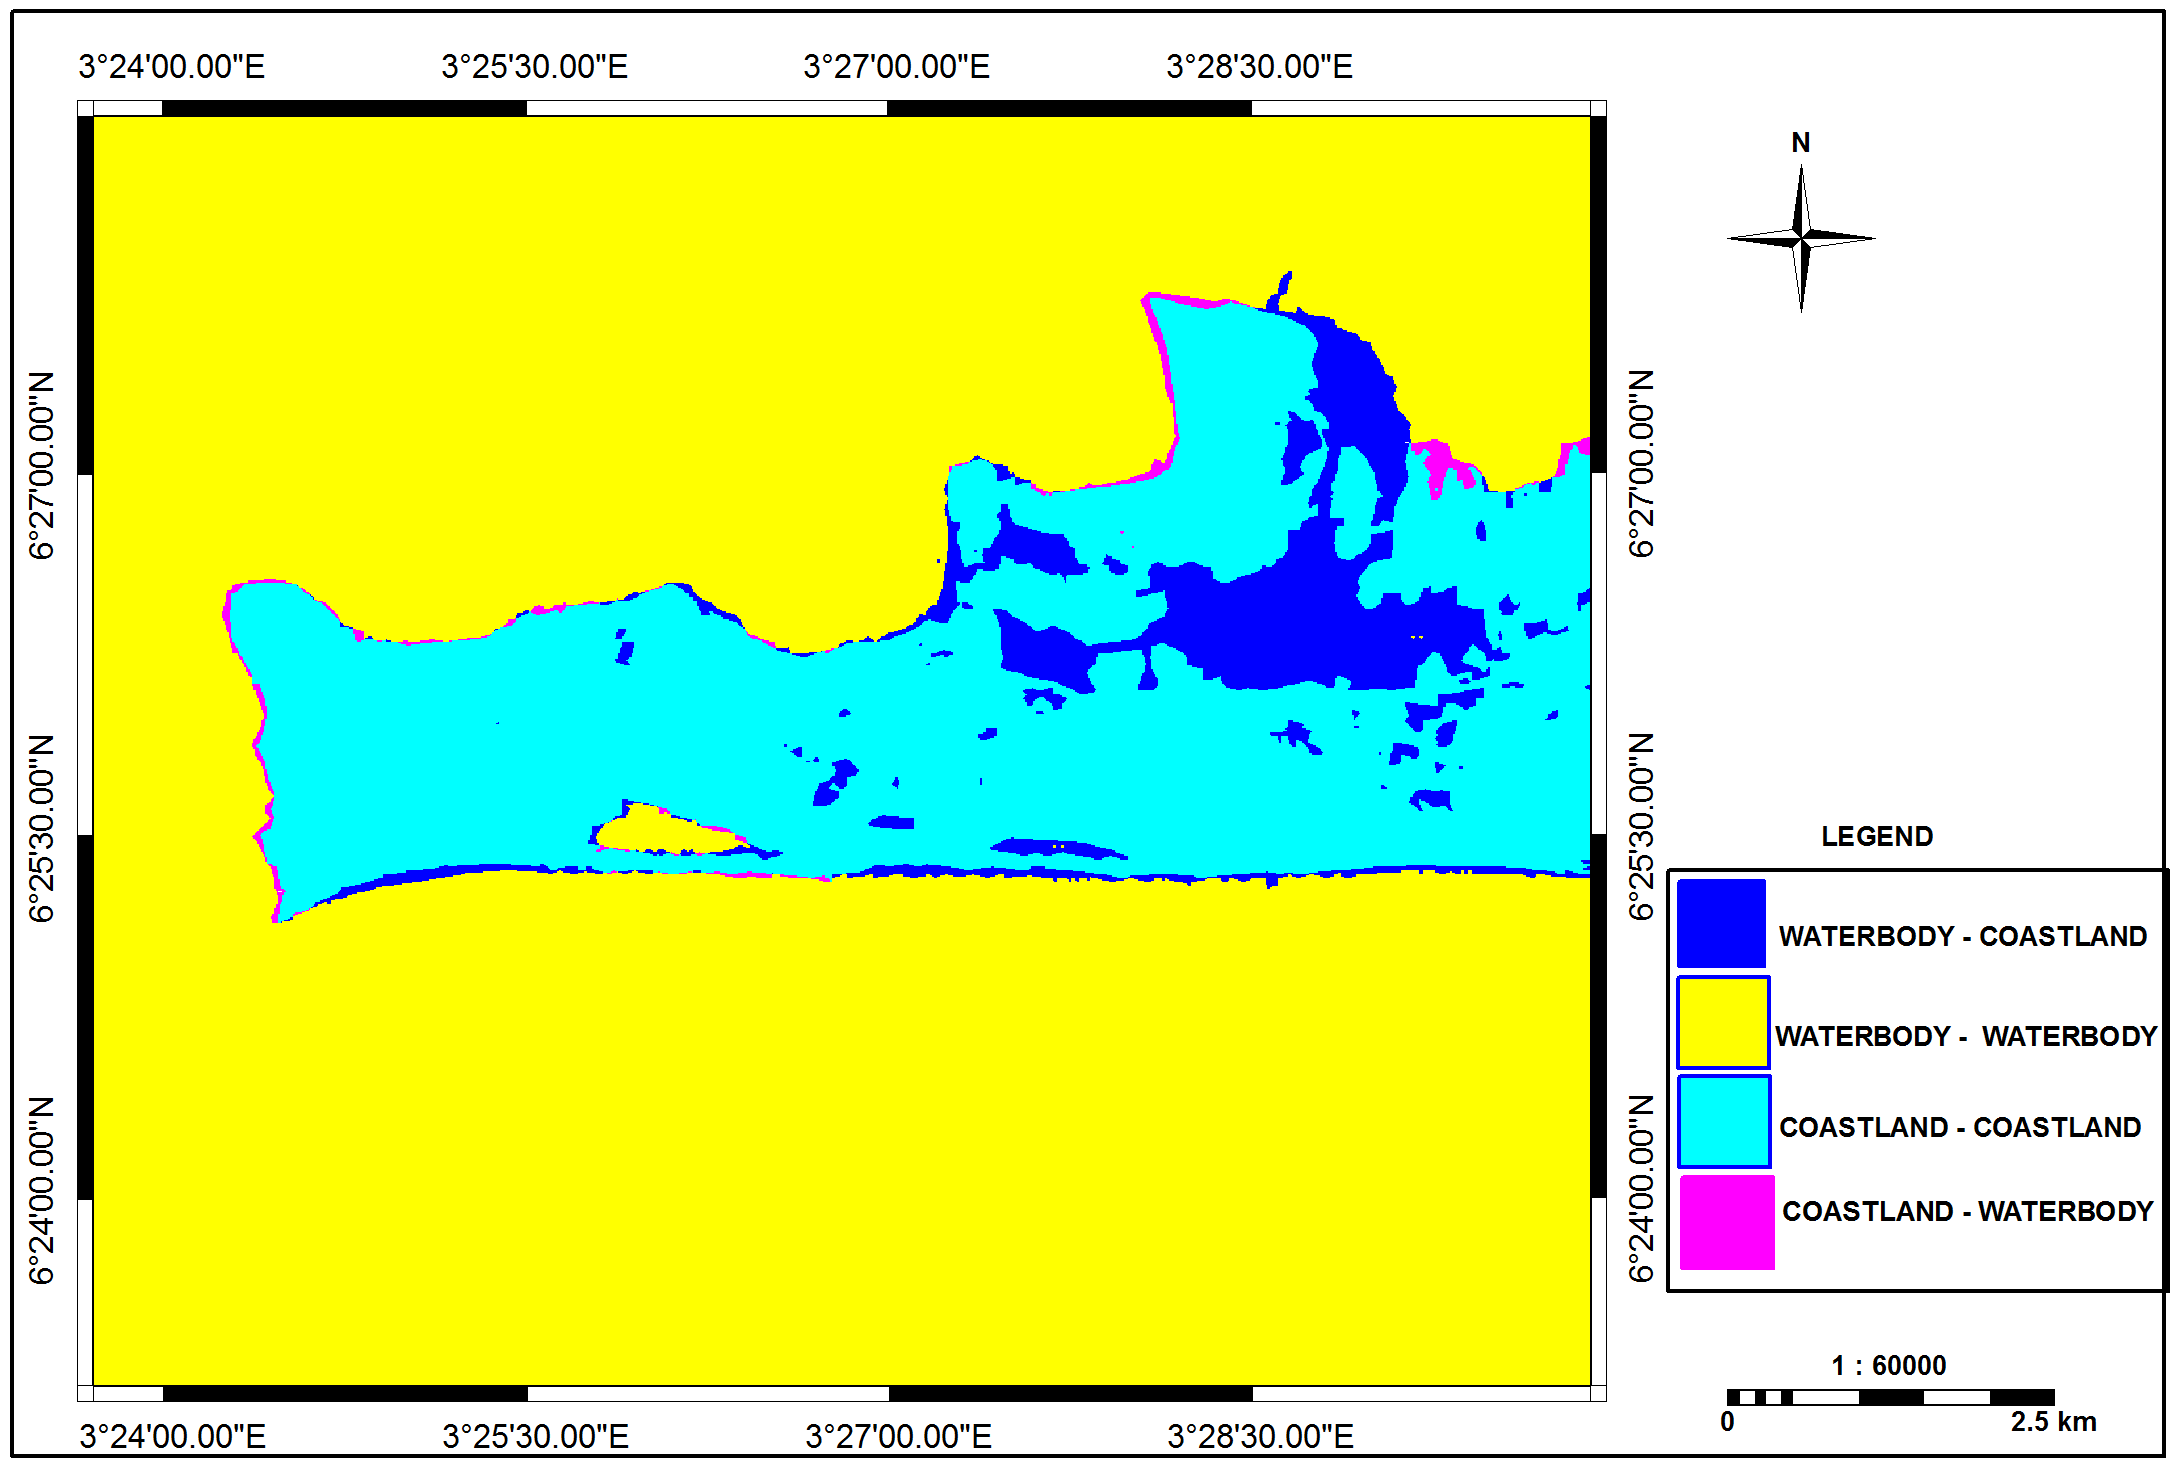 3°24'00.00"E 3°25'30.00"E 3°27'00.00"E 3°28'30.00"E
N
6°27'00.00"N
6°27'00.00"N
6°25'30.00"N
6°25'30.00"N
6°24'00.00"N
6°24'00.00"N
LEGEND
WATERBODY - COASTLAND
WATERBODY - WATERBODY
COASTLAND - COASTLAND
COASTLAND - WATERBODY
1 : 60000
0 2.5 km
3°24'00.00"E 3°25'30.00"E 3°27'00.00"E 3°28'30.00"E